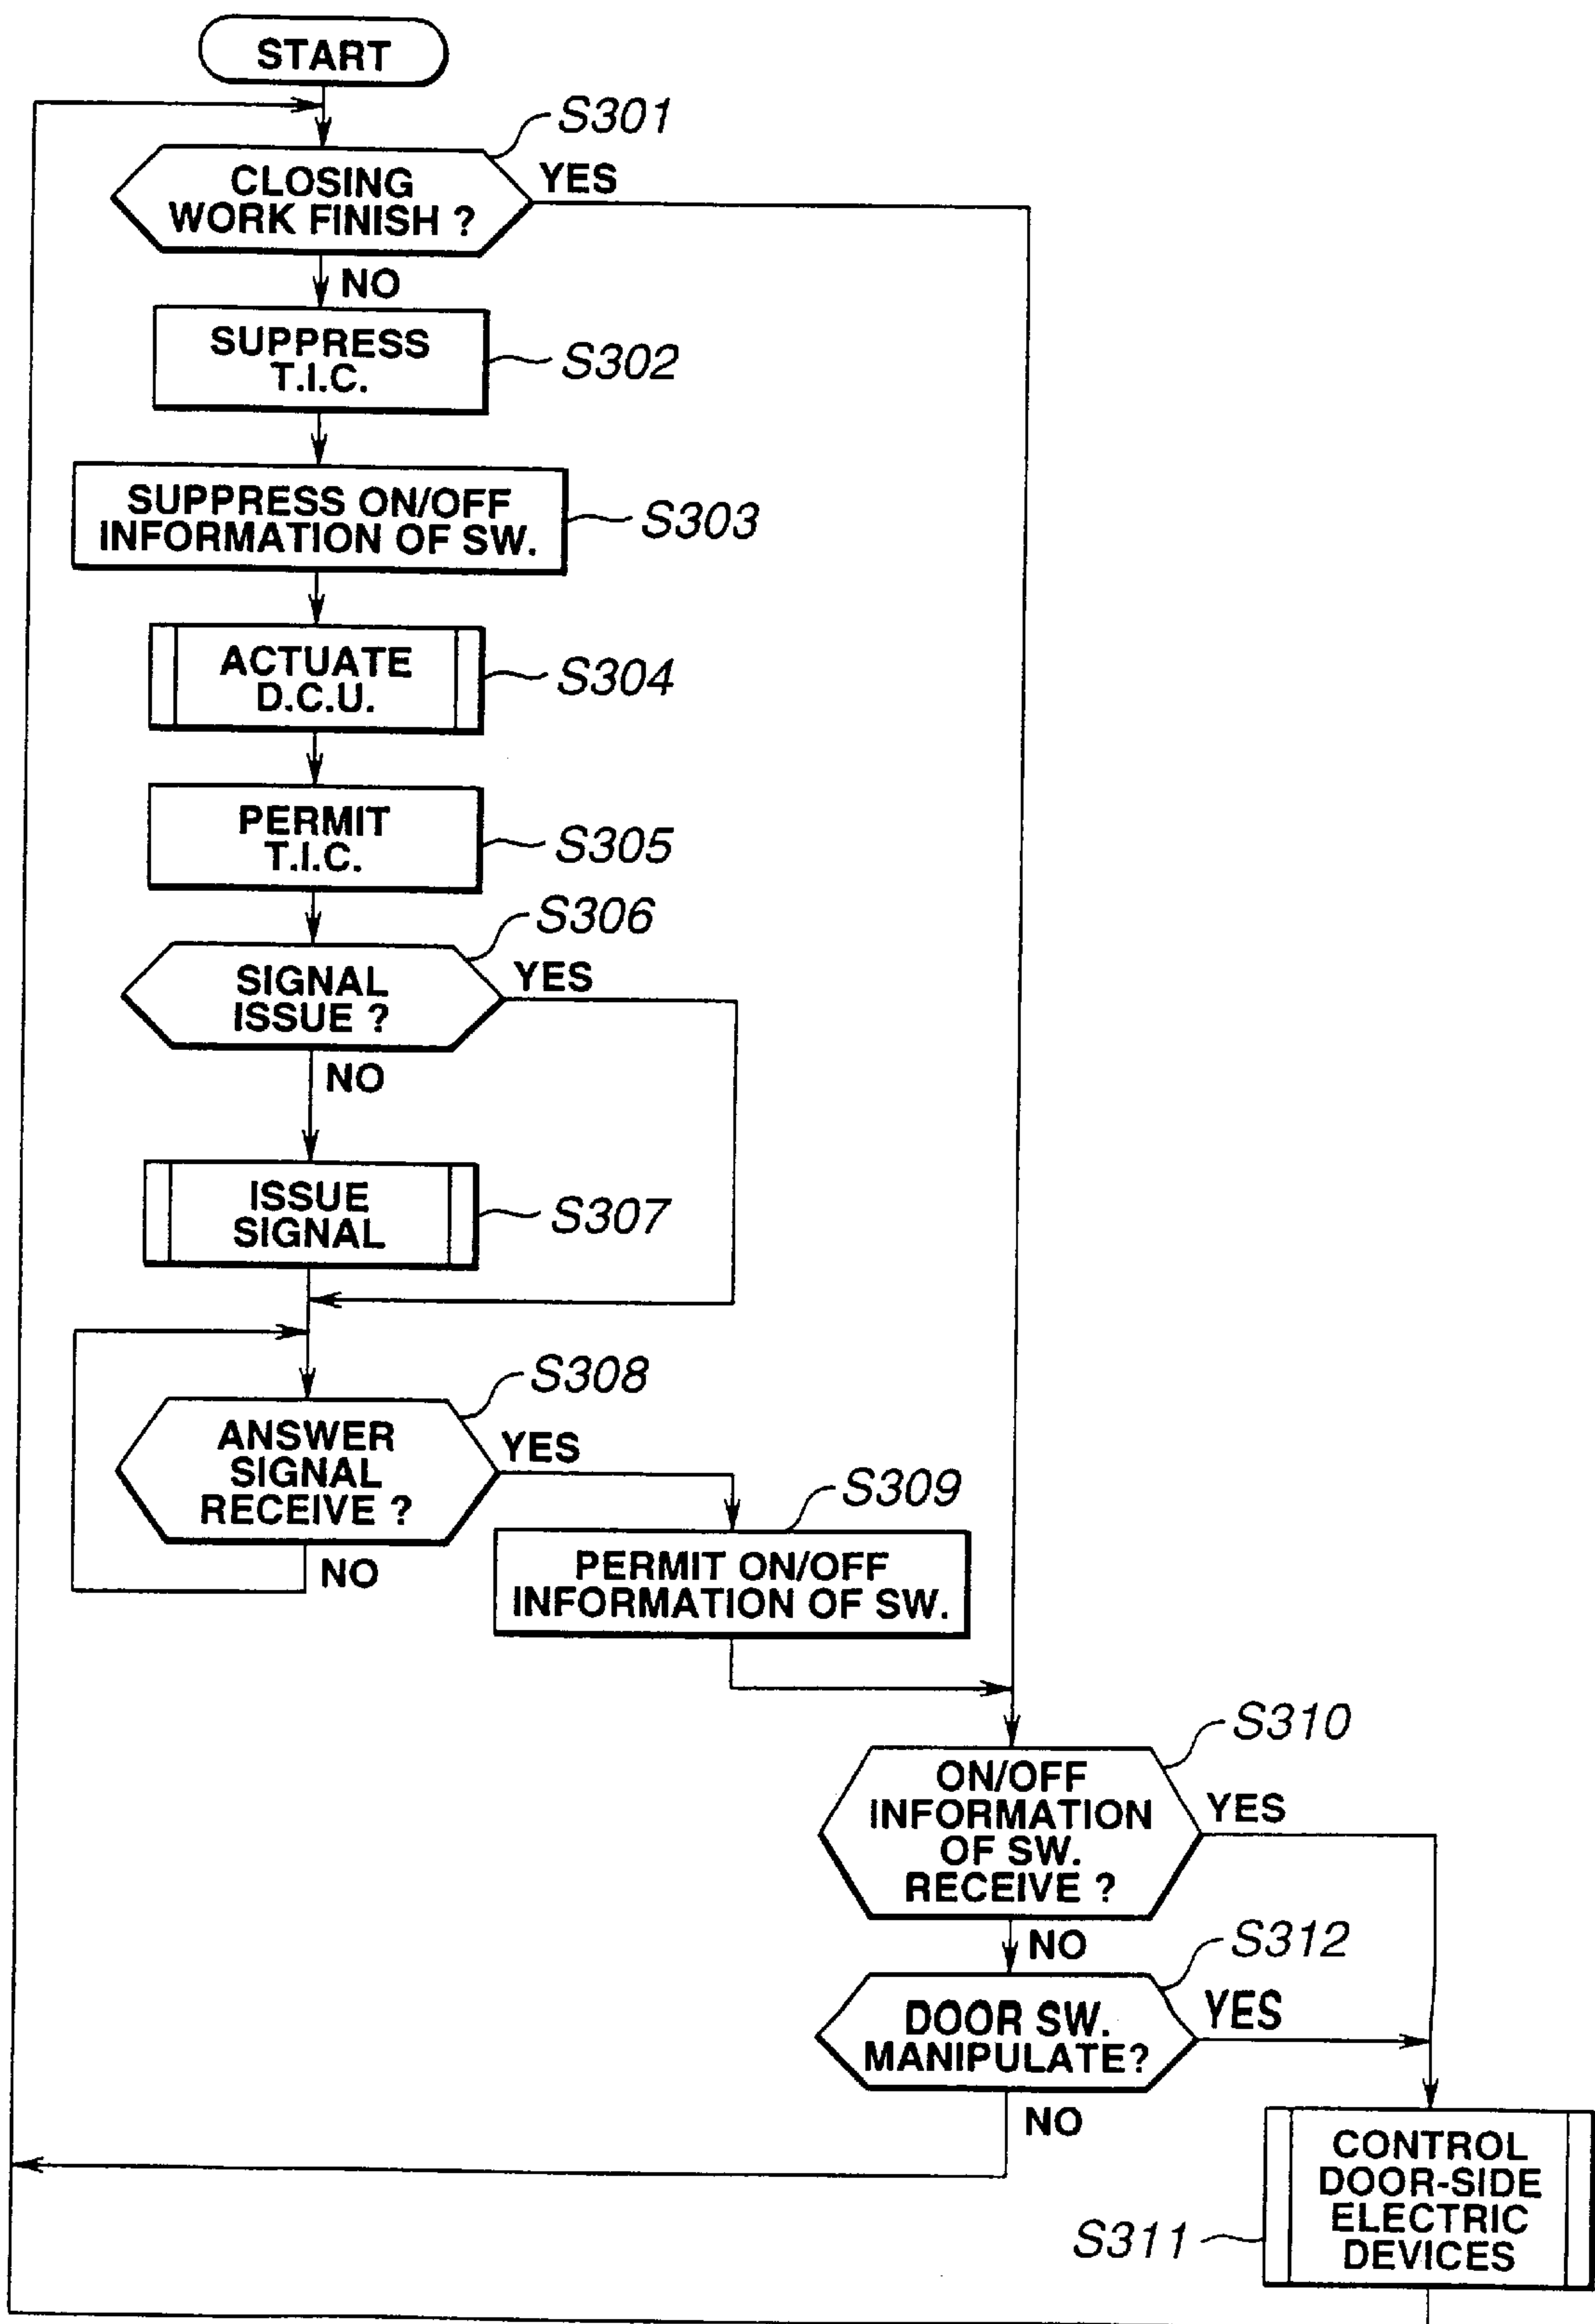 START
S301
CLOSING
WORK FINISH ?
YES
NO
SUPPRESS
T.I.C.
S302
SUPPRESS ON/OFF
INFORMATION OF SW.
S303
ACTUATE
D.C.U.
S304
PERMIT
T.I.C.
S305
S306
SIGNAL
ISSUE ?
YES
NO
ISSUE
SIGNAL
S307
S308
ANSWER
SIGNAL
RECEIVE ?
YES
NO
S309
PERMIT ON/OFF
INFORMATION OF SW.
S310
ON/OFF
INFORMATION
OF SW.
RECEIVE ?
YES
NO
S312
DOOR SW.
MANIPULATE?
YES
NO
CONTROL
DOOR-SIDE
ELECTRIC
DEVICES
S311